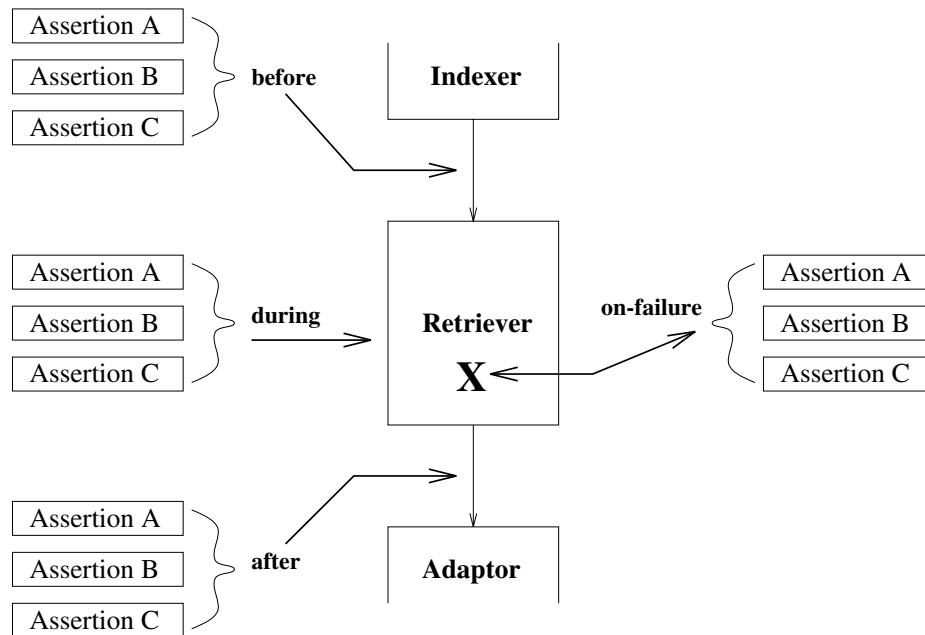 Assertion A
Assertion B
Assertion C
before
Indexer
Assertion A
Assertion B
Assertion C
during
Retriever
X
on-failure
Assertion A
Assertion B
Assertion C
Assertion A
Assertion B
Assertion C
after
Adaptor